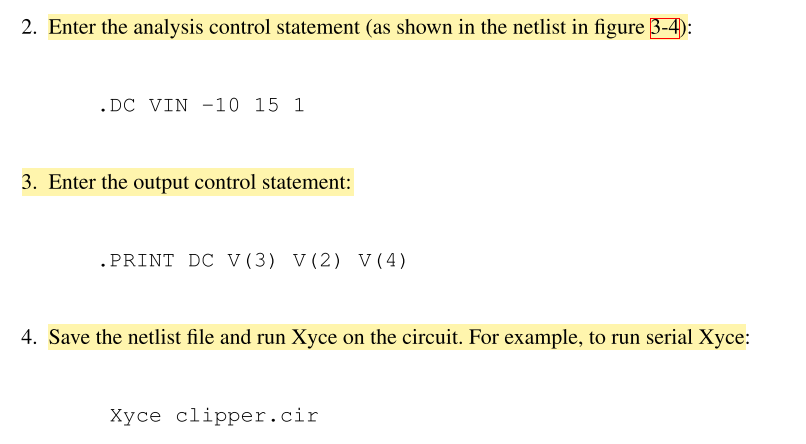 2. Enter the analysis control statement (as shown in the netlist in figure 3-4):
.DC VIN -10 15 1
3. Enter the output control statement:
.PRINT DC V(3) V(2) V(4)
4. Save the netlist file and run Xyce on the circuit. For example, to run serial Xyce:
Xyce clipper.cir